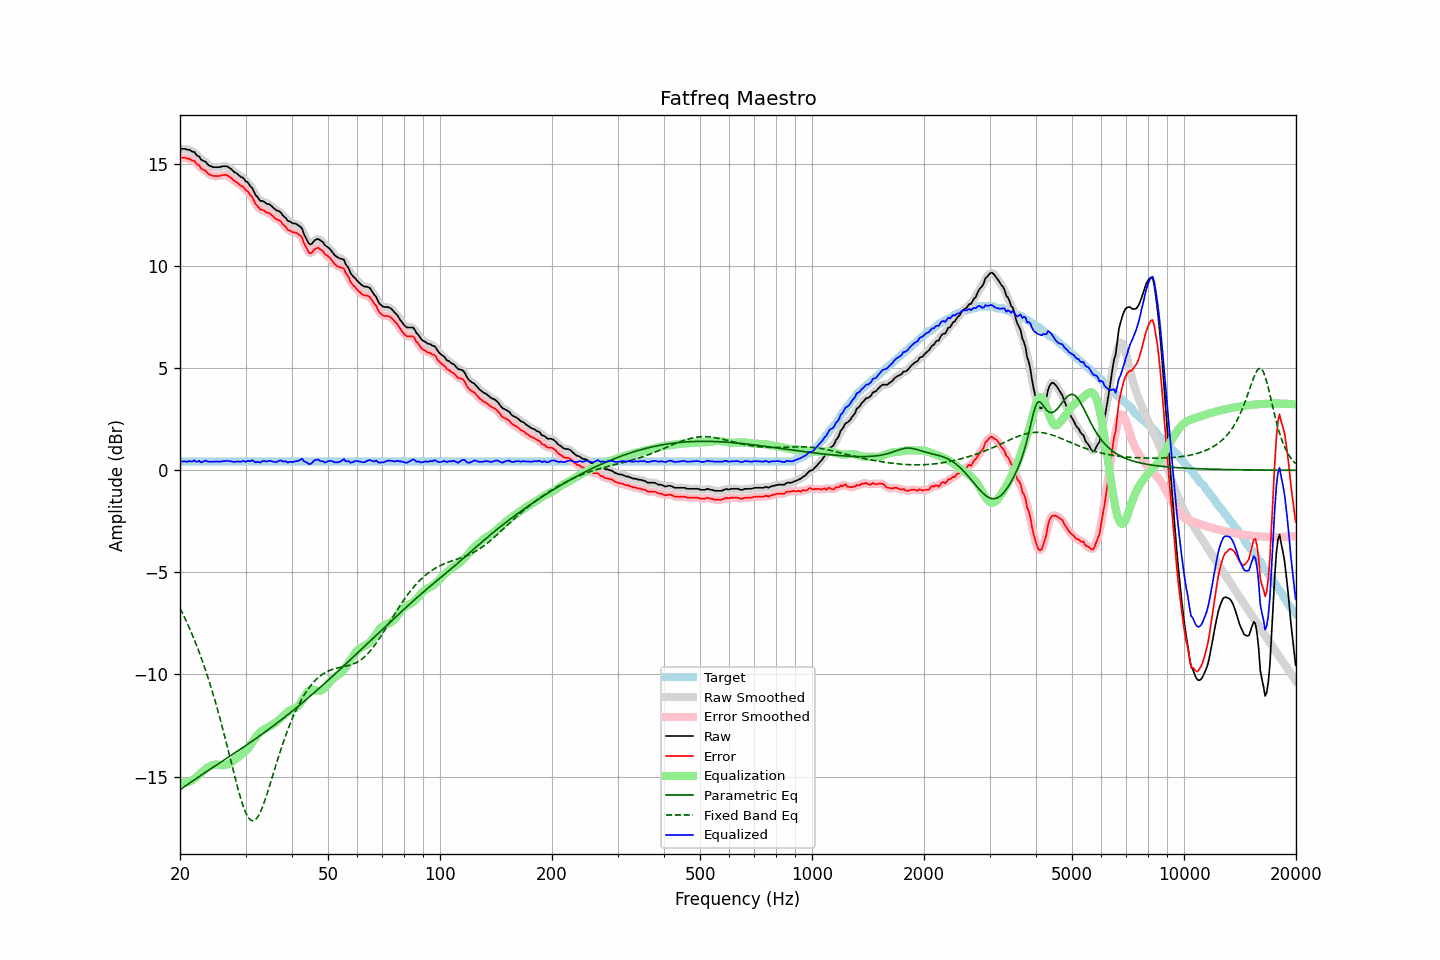 Fatfreq Maestro
Amplitude (dBr)
15
10
5
0
−5
−10
−15
Target
Raw Smoothed
Error Smoothed
Raw
Error
Equalization
Parametric Eq
Fixed Band Eq
Equalized
20 50 100 200 500 1000 2000 5000 10000 20000
Frequency (Hz)